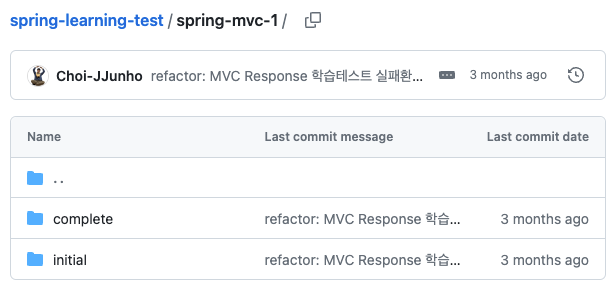 spring-learning-test / spring-mvc-1 /
Choi-JJunho refactor: MVC Response 학습테스트 실패환... 3 months ago
Name Last commit message Last commit date
..
complete refactor: MVC Response 학습... 3 months ago
initial refactor: MVC Response 학습... 3 months ago